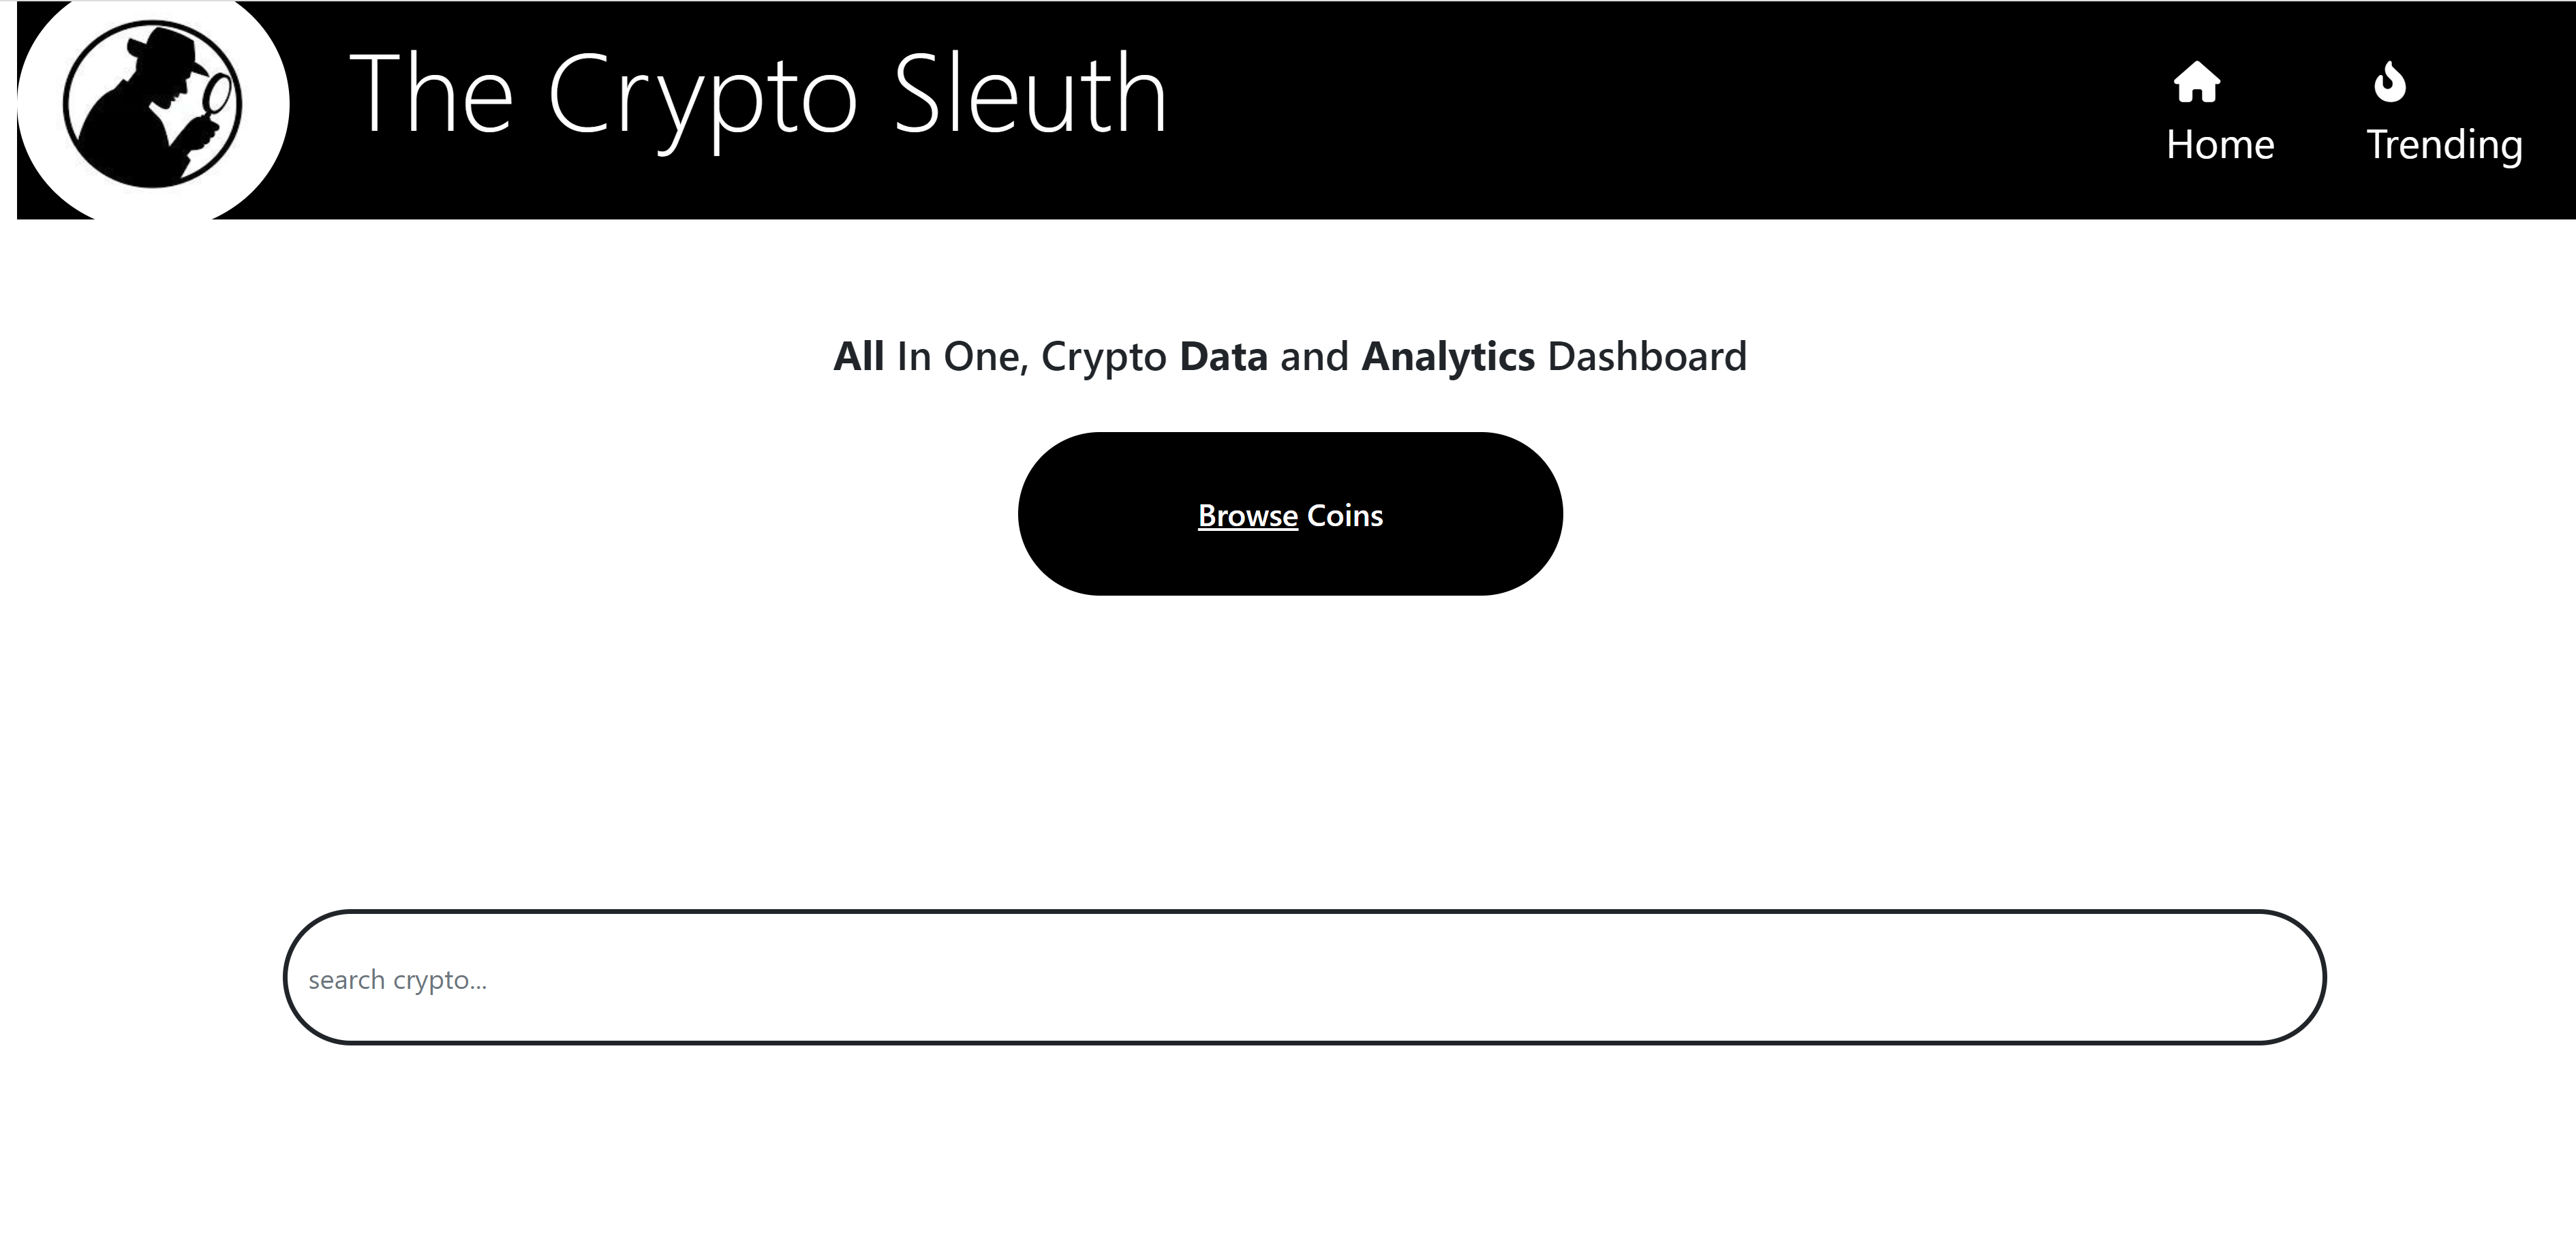 The Crypto Sleuth
Home
Trending
All In One, Crypto Data and Analytics Dashboard
Browse Coins
search crypto...